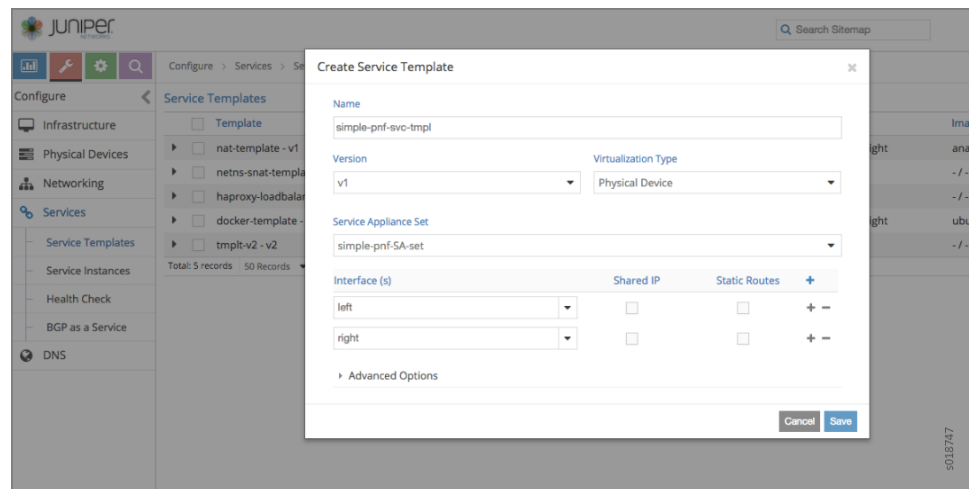 JUNIPER
NETWORKS
Search Sitemap
Configure > Services > Se
Configure
Infrastructure
Physical Devices
Networking
Services
Service Templates
Service Instances
Health Check
BGP as a Service
DNS
Service Templates
Template
nat-template - v1
netns-snat-templa
haproxy-loadbalar
docker-template -
tmplt-v2 - v2
Total: 5 records 50 Records
Create Service Template
Name
simple-pnf-svc-tmpl
Version
Virtualization Type
v1
Physical Device
Service Appliance Set
simple-pnf-SA-set
Interface (s)
Shared IP
Static Routes
+
left
+ −
right
+ −
Advanced Options
Cancel
Save
Ima
ight
ana
- / -
- / -
ight
ubu
- / -
s018747